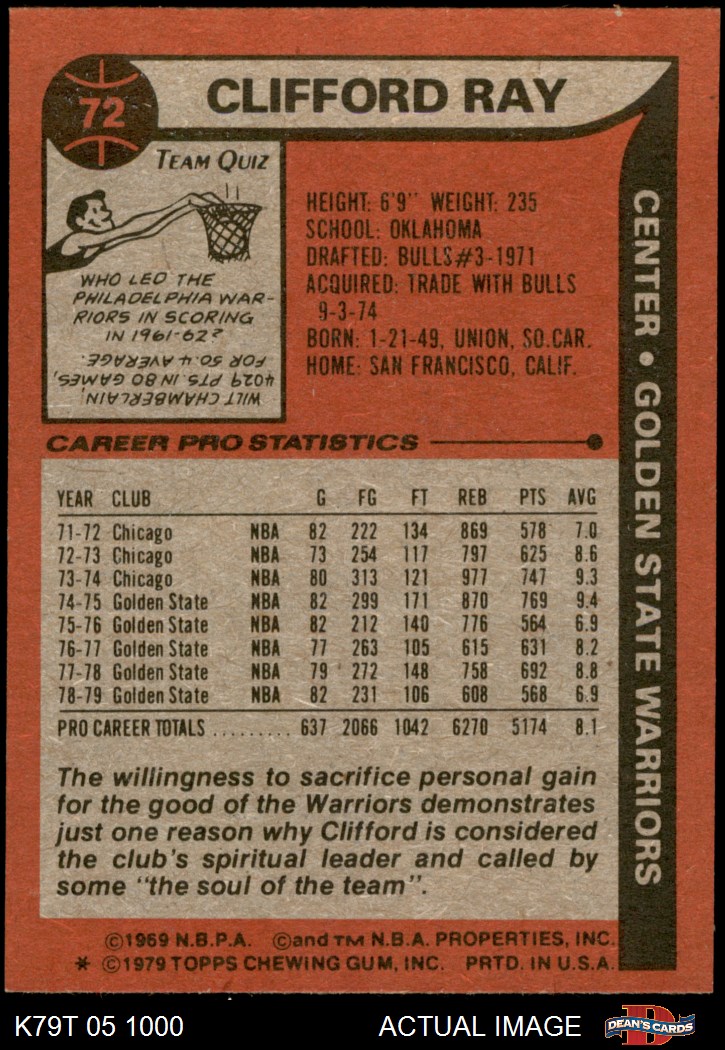 72
CLIFFORD RAY
TEAM QUIZ
WHO LED THE
PHILADELPHIA WAR-
RIORS IN SCORING
IN 1961-62?
WILT CHAMBERLAIN,
4029 PTS. IN 80 GAMES,
FOR 50.4 AVERAGE.
HEIGHT: 6'9" WEIGHT: 235
SCHOOL: OKLAHOMA
DRAFTED: BULLS #3-1971
ACQUIRED: TRADE WITH BULLS
9-3-74
BORN: 1-21-49, UNION, SO.CAR.
HOME: SAN FRANCISCO, CALIF.
CENTER • GOLDEN STATE WARRIORS
CAREER PRO STATISTICS
YEAR CLUB G FG FT REB PTS AVG
71-72 Chicago NBA 82 222 134 869 578 7.0
72-73 Chicago NBA 73 254 117 797 625 8.6
73-74 Chicago NBA 80 313 121 977 747 9.3
74-75 Golden State NBA 82 299 171 870 769 9.4
75-76 Golden State NBA 82 212 140 776 564 6.9
76-77 Golden State NBA 77 263 105 615 631 8.2
77-78 Golden State NBA 79 272 148 758 692 8.8
78-79 Golden State NBA 82 231 106 608 568 6.9
PRO CAREER TOTALS ......... 637 2066 1042 6270 5174 8.1
The willingness to sacrifice personal gain
for the good of the Warriors demonstrates
just one reason why Clifford is considered
the club's spiritual leader and called by
some "the soul of the team".
©1969 N.B.P.A. ©and TM N.B.A. PROPERTIES, INC.
* ©1979 TOPPS CHEWING GUM, INC. PRTD. IN U.S.A.
K79T 05 1000 ACTUAL IMAGE
D
DEAN'S CARDS